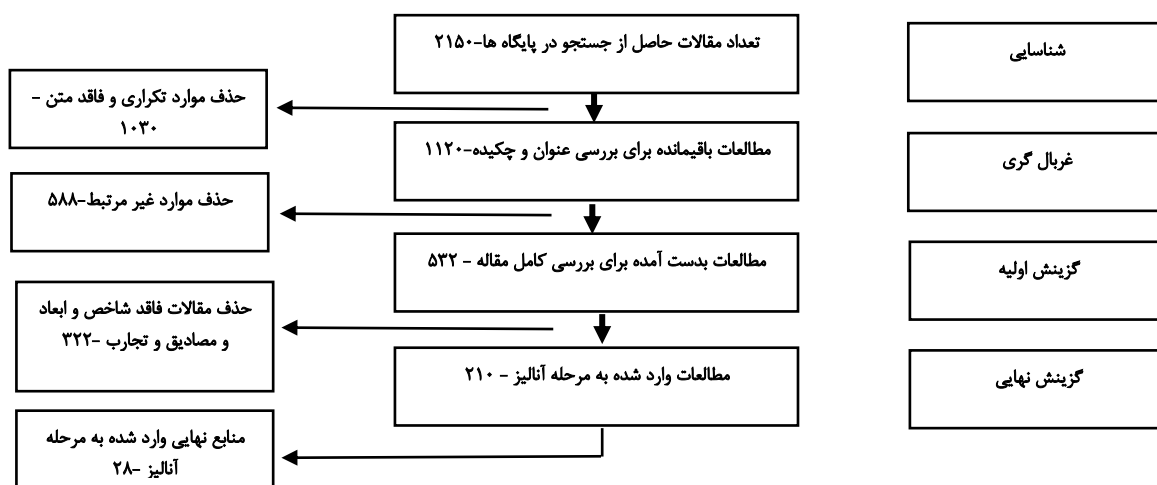 شناسایی
تعداد مقالات حاصل از جستجو در پایگاه ها-۲۱۵۰
حذف موارد تکراری و فاقد متن –
۱۰۳۰
غربال گری
مطالعات باقیمانده برای بررسی عنوان و چکیده-۱۱۲۰
حذف موارد غیر مرتبط-۵۸۸
گزینش اولیه
مطالعات بدست آمده برای بررسی کامل مقاله – ۵۳۲
حذف مقالات فاقد شاخص و ابعاد
و مصادیق و تجارب -۳۲۲
گزینش نهایی
مطالعات وارد شده به مرحله آنالیز – ۲۱۰
منابع نهایی وارد شده به مرحله
آنالیز -۲۸